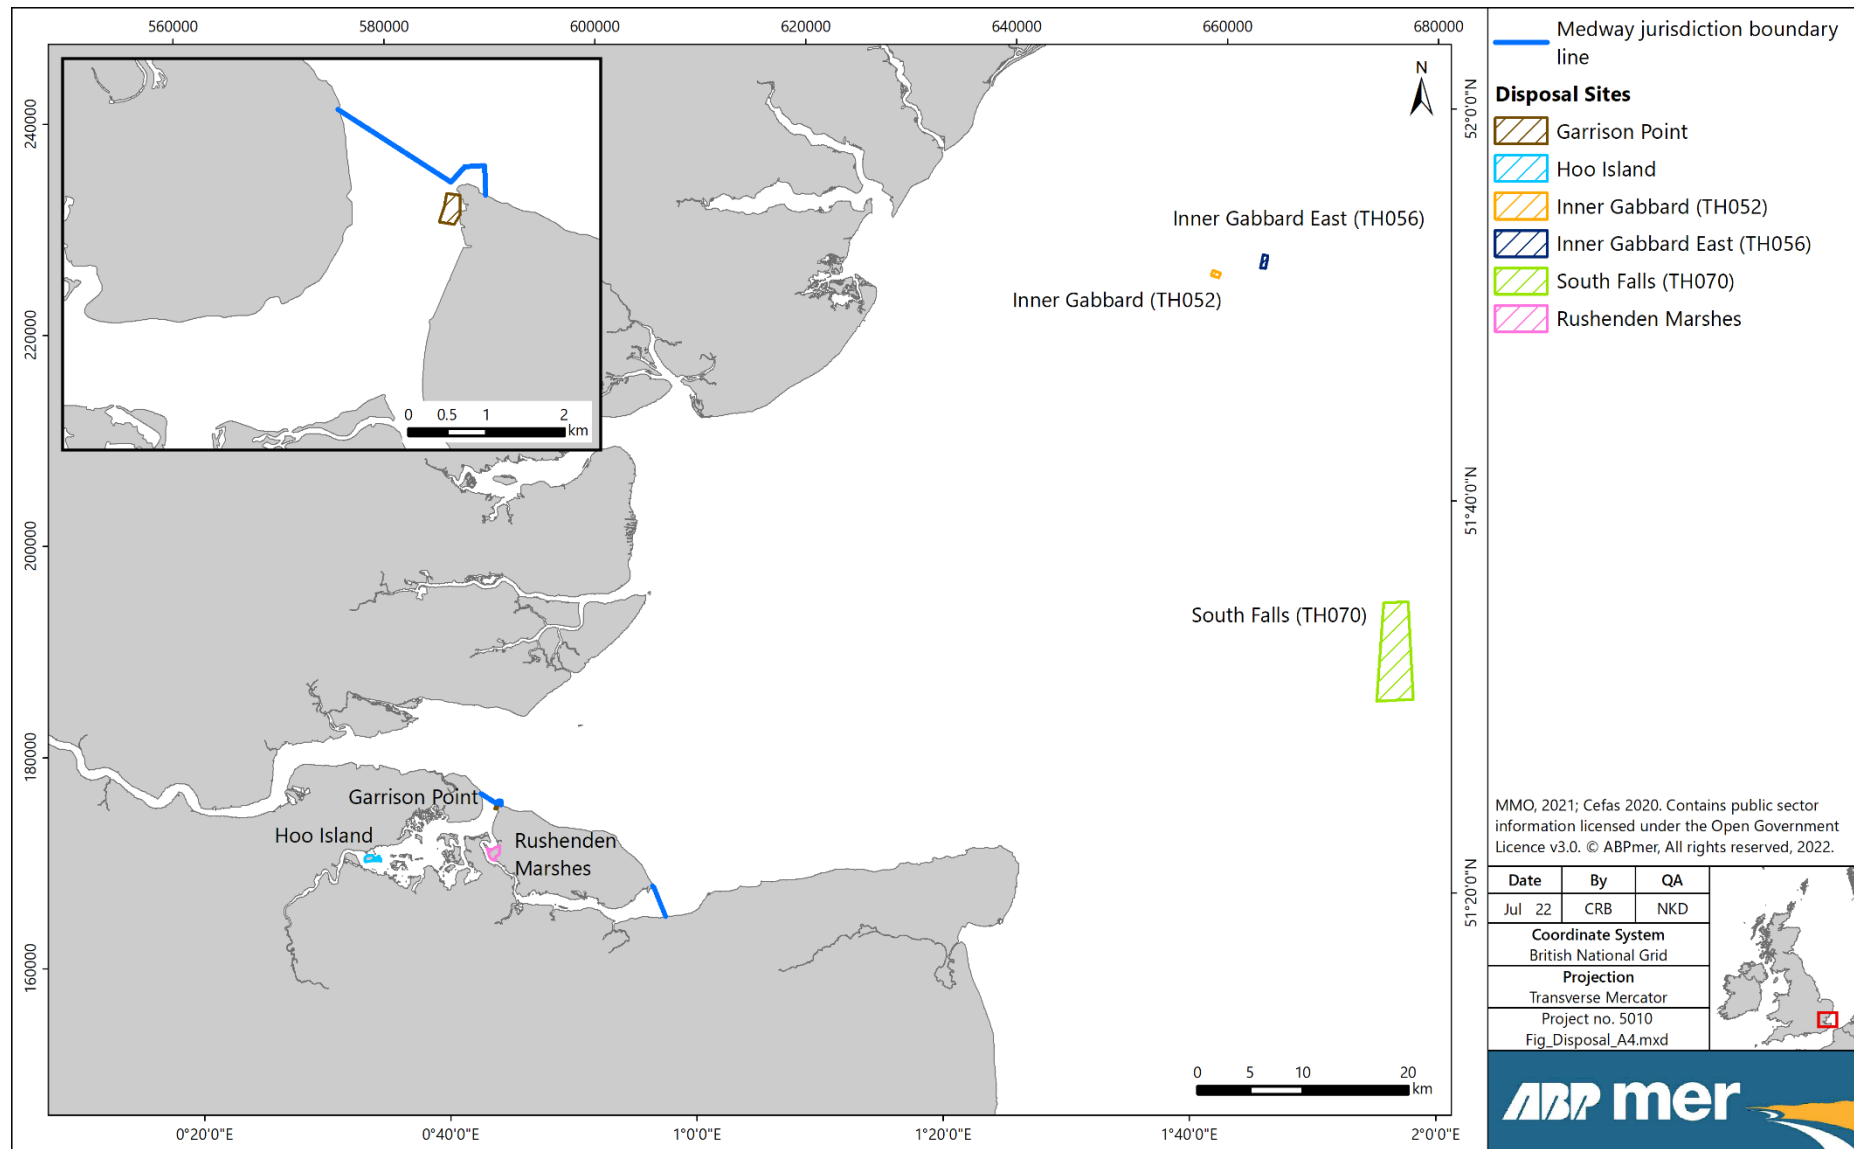 560000
580000
600000
620000
640000
660000
680000
240000
220000
200000
180000
160000
52°0'0"N
51°40'0"N
51°20'0"N
0°20'0"E
0°40'0"E
1°0'0"E
1°20'0"E
1°40'0"E
2°0'0"E
N
0 0.5 1 2
km
Inner Gabbard East (TH056)
Inner Gabbard (TH052)
South Falls (TH070)
Garrison Point
Hoo Island
Rushenden
Marshes
0 5 10 20
km
Medway jurisdiction boundary
line
Disposal Sites
Garrison Point
Hoo Island
Inner Gabbard (TH052)
Inner Gabbard East (TH056)
South Falls (TH070)
Rushenden Marshes
MMO, 2021; Cefas 2020. Contains public sector
information licensed under the Open Government
Licence v3.0. © ABPmer, All rights reserved, 2022.
Date By QA
Jul 22 CRB NKD
Coordinate System
British National Grid
Projection
Transverse Mercator
Project no. 5010
Fig_Disposal_A4.mxd
ABP mer